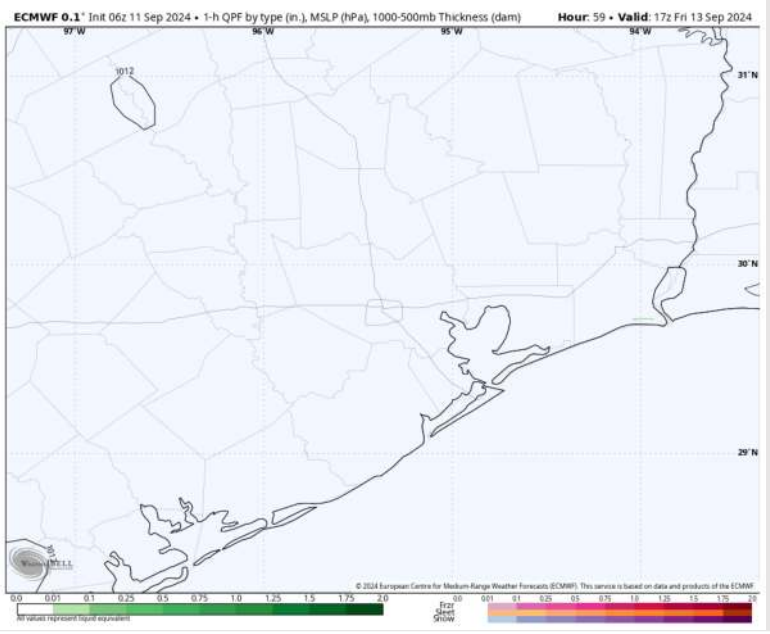 ECMWF 0.1° Init 06z 11 Sep 2024 • 1-h QPF by type (in.), MSLP (hPa), 1000-500mb Thickness (dam) Hour: 59 • Valid: 17z Fri 13 Sep 2024
97°W 96°W 95°W 94°W
1012
31°N
30°N
29°N
© 2024 European Centre for Medium-Range Weather Forecasts (ECMWF). This service is based on data and products of the ECMWF
0.0 0.01 0.1 0.25 0.5 0.75 1.0 1.25 1.5 1.75 2.0
All values represent liquid equivalent
0.0 0.01 0.1 0.25 0.5 0.75 1.0 1.25 1.5 1.75 2.0
Frzr
Sleet
Snow